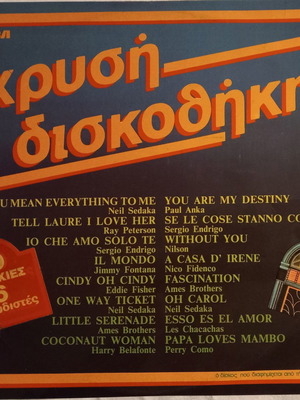 χρυσή
δισκοθήκη
U MEAN EVERYTHING TO ME
Neil Sedaka
TELL LAURE I LOVE HER
Ray Peterson
IO CHE AMO SOLO TE
Sergio Endrigo
IL MONDO
Jimmy Fontana
CINDY OH CINDY
Eddie Fisher
ONE WAY TICKET
Neil Sedaka
LITTLE SERENADE
Ames Brothers
COCONAUT WOMAN
Harry Belafonte
YOU ARE MY DESTINY
Paul Anka
SE LE COSE STANNO CO
Sergio Endrigo
WITHOUT YOU
Nilson
A CASA D' IRENE
Nico Fidenco
FASCINATION
Ames Brothers
OH CAROL
Neil Sedaka
ESSO ES EL AMOR
Les Chacachas
PAPA LOVES MAMBO
Perry Como
ο δίσκος που διαφημίζεται από